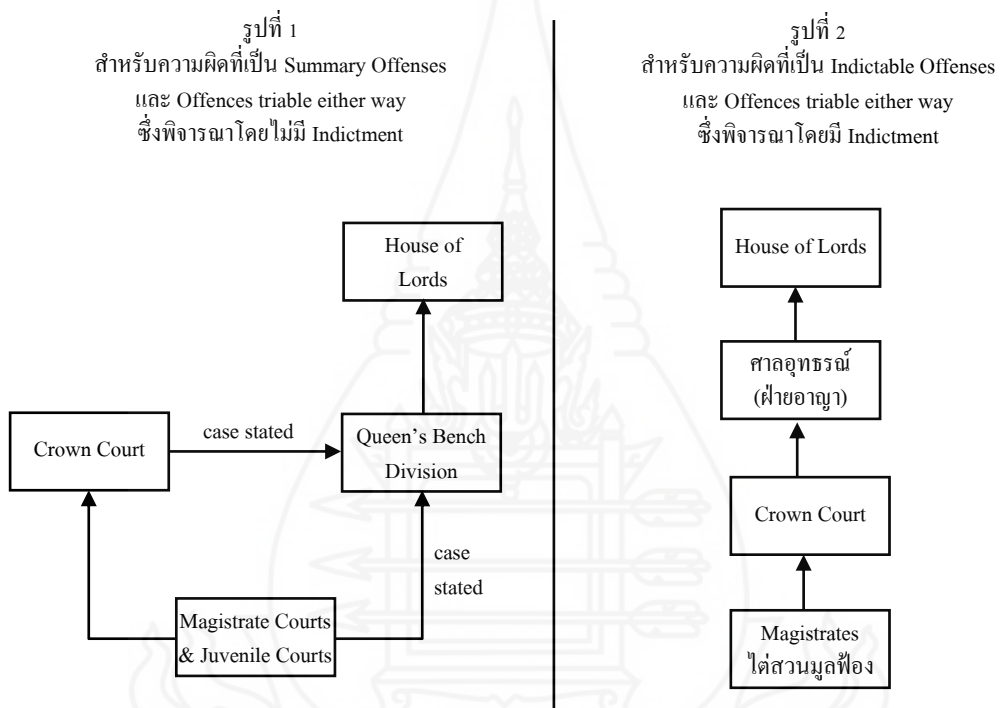 รูปที่ 1
สำหรับความผิดที่เป็น Summary Offenses
และ Offences triable either way
ซึ่งพิจารณาโดยไม่มี Indictment
House of
Lords
Crown Court
case stated
Queen's Bench
Division
case
stated
Magistrate Courts
& Juvenile Courts
รูปที่ 2
สำหรับความผิดที่เป็น Indictable Offenses
และ Offences triable either way
ซึ่งพิจารณาโดยมี Indictment
House of Lords
ศาลอุทธรณ์
(ฝ่ายอาญา)
Crown Court
Magistrates
ไต่สวนมูลฟ้อง